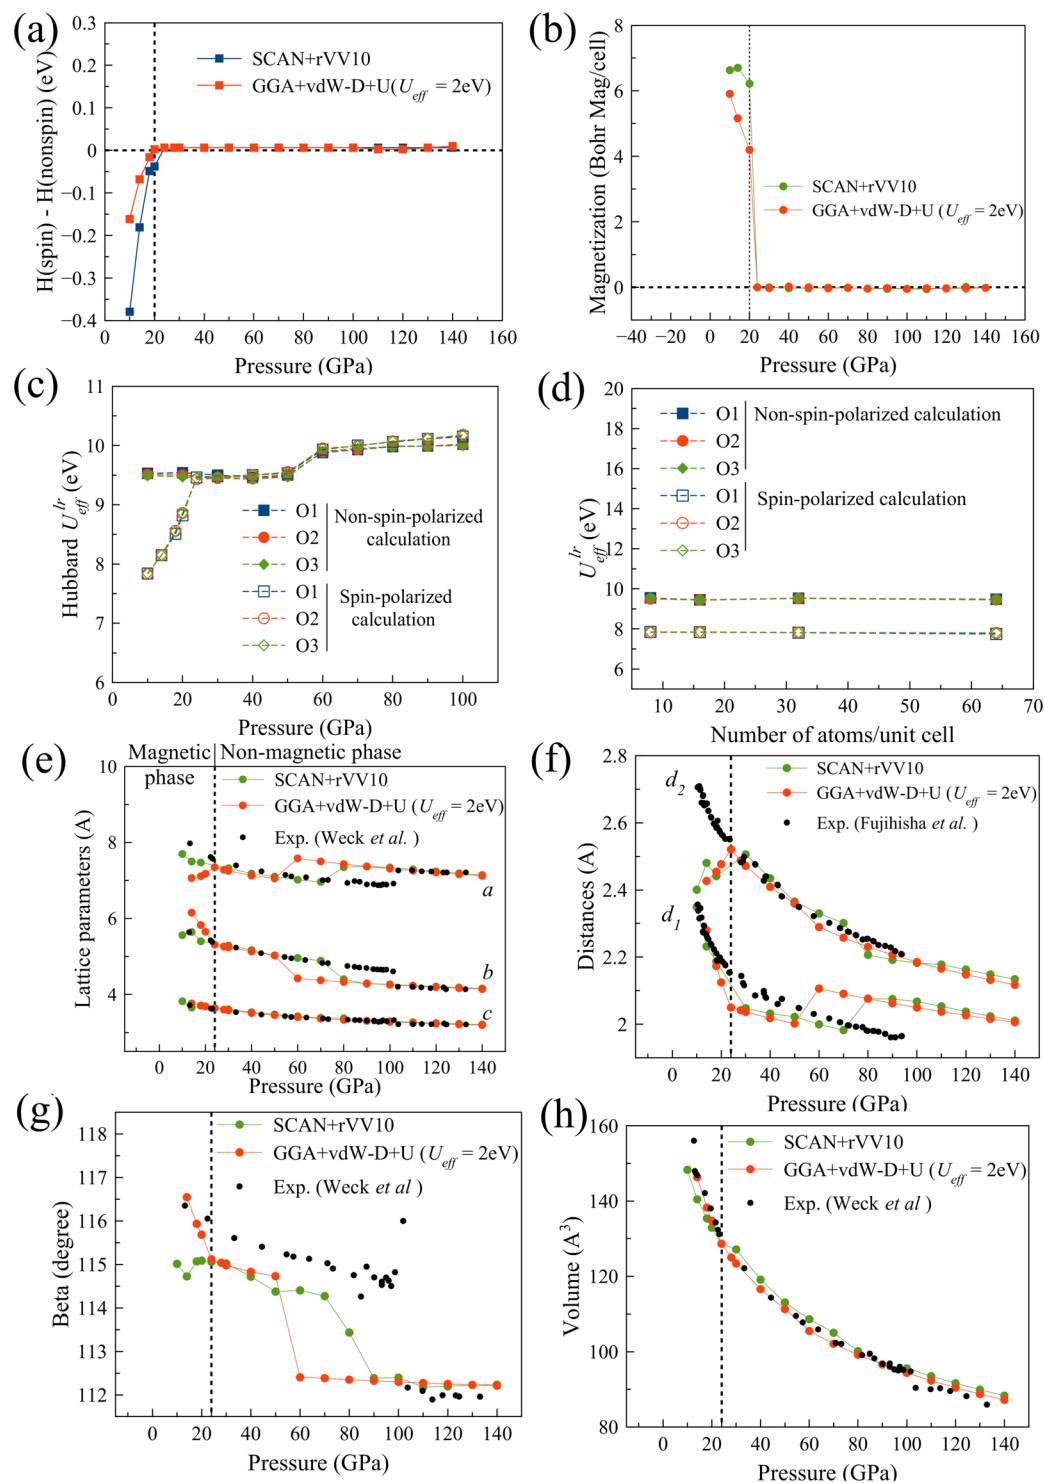 (a)
H(spin) - H(nonspin) (eV)
0.3
0.2
0.1
0
−0.1
−0.2
−0.3
−0.4
SCAN+rVV10
GGA+vdW-D+U(Ueff = 2eV)
0 20 40 60 80 100 120 140 160
Pressure (GPa)
(b)
Magnetization (Bohr Mag/cell)
8
6
4
2
0
SCAN+rVV10
GGA+vdW-D+U (Ueff = 2eV)
−40 −20 0 20 40 60 80 100 120 140 160
Pressure (GPa)
(c)
Hubbard Ueff^lr (eV)
11
10
9
8
7
6
O1
O2 Non-spin-polarized calculation
O3
O1
O2 Spin-polarized calculation
O3
0 20 40 60 80 100
Pressure (GPa)
(d)
Ueff^lr (eV)
20
18
16
14
12
10
8
6
O1 Non-spin-polarized calculation
O2
O3
O1 Spin-polarized calculation
O2
O3
10 20 30 40 50 60 70
Number of atoms/unit cell
(e)
Magnetic phase
Non-magnetic phase
Lattice parameters (A)
10
8
6
4
SCAN+rVV10
GGA+vdW-D+U (Ueff = 2eV)
Exp. (Weck et al. )
a
b
c
0 20 40 60 80 100 120 140
Pressure (GPa)
(f)
Distances (A)
2.8
2.6
2.4
2.2
2
d2
d1
SCAN+rVV10
GGA+vdW-D+U (Ueff = 2eV)
Exp. (Fujihisha et al. )
0 20 40 60 80 100 120 140
Pressure (GPa)
(g)
Beta (degree)
118
117
116
115
114
113
112
SCAN+rVV10
GGA+vdW-D+U (Ueff = 2eV)
Exp. (Weck et al )
0 20 40 60 80 100 120 140
Pressure (GPa)
(h)
Volume (A³)
160
140
120
100
80
SCAN+rVV10
GGA+vdW-D+U (Ueff = 2eV)
Exp. (Weck et al )
0 20 40 60 80 100 120 140
Pressure (GPa)